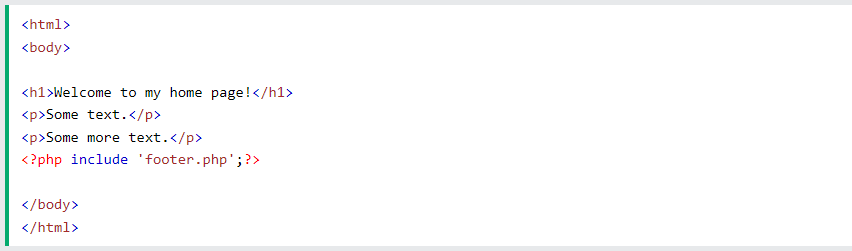 <html>
<body>
<h1>Welcome to my home page!</h1>
<p>Some text.</p>
<p>Some more text.</p>
<?php include 'footer.php';?>
</body>
</html>